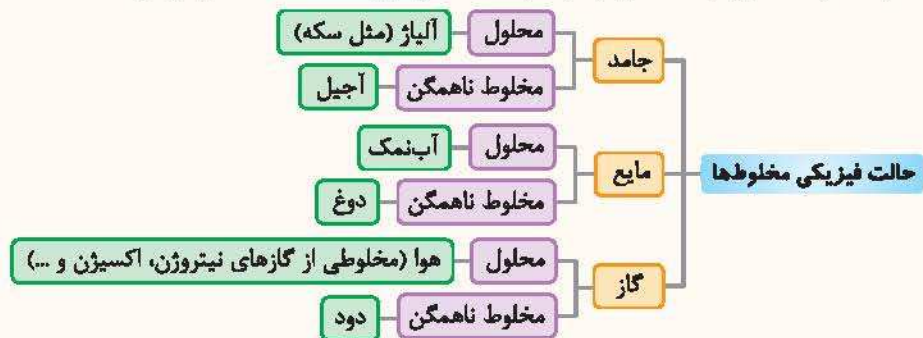 محلول آلیاژ (مثل سکه)
جامد
مخلوط ناهمگن آجیل
محلول آب‌نمک
حالت فیزیکی مخلوط‌ها مایع
مخلوط ناهمگن دوغ
محلول هوا (مخلوطی از گازهای نیتروژن، اکسیژن و ...)
گاز
مخلوط ناهمگن دود